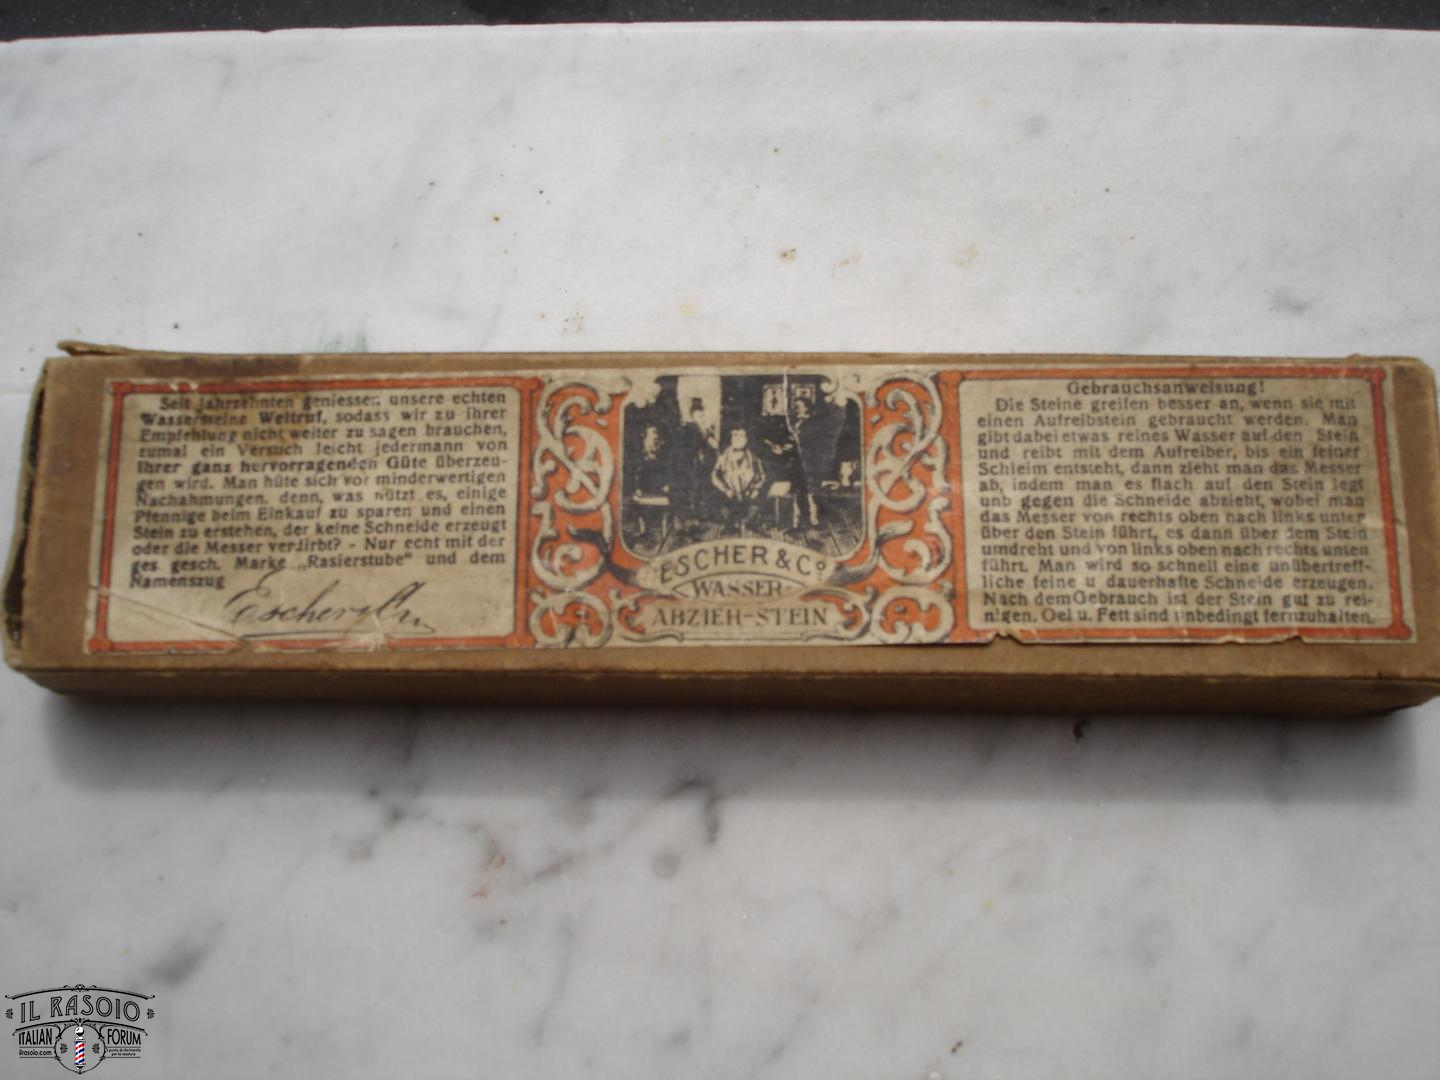 Seit Jahrzehnten geniessen unsere echten
Wassersteine Weltruf, sodass wir zu ihrer
Empfehlung nicht weiter zu sagen brauchen,
zumal ein Versuch leicht jedermann von
ihrer ganz hervorragenden Güte überzeu-
gen wird. Man hüte sich vor minderwertigen
Nachahmungen, denn, was nützt es, einige
Pfennige beim Einkauf zu sparen und einen
Stein zu erstehen, der keine Schneide erzeugt
oder die Messer verdirbt? - Nur echt mit der
ges. gesch. Marke „Rasierstube" und dem
Namenszug
Escher & Co.
ESCHER & Co
WASSER-
ABZIEH-STEIN
Gebrauchsanweisung!
Die Steine greifen besser an, wenn sie mit
einen Aufreibstein gebraucht werden. Man
gibt dabei etwas reines Wasser auf den Stein
und reibt mit dem Aufreiber, bis ein feiner
Schleim entsteht, dann zieht man das Messer
ab, indem man es flach auf den Stein legt
unb gegen die Schneide abzieht, wobei man
das Messer von rechts oben nach links unten
über den Stein führt, es dann über dem Stein
umdreht und von links oben nach rechts unten
führt. Man wird so schnell eine unübertreff-
liche feine u dauerhafte Schneide erzeugen.
Nach dem Gebrauch ist der Stein gut zu rei-
nigen. Oel u. Fett sind unbedingt fernzuhalten.
IL RASOIO
ITALIAN FORUM
ilrasoio.com